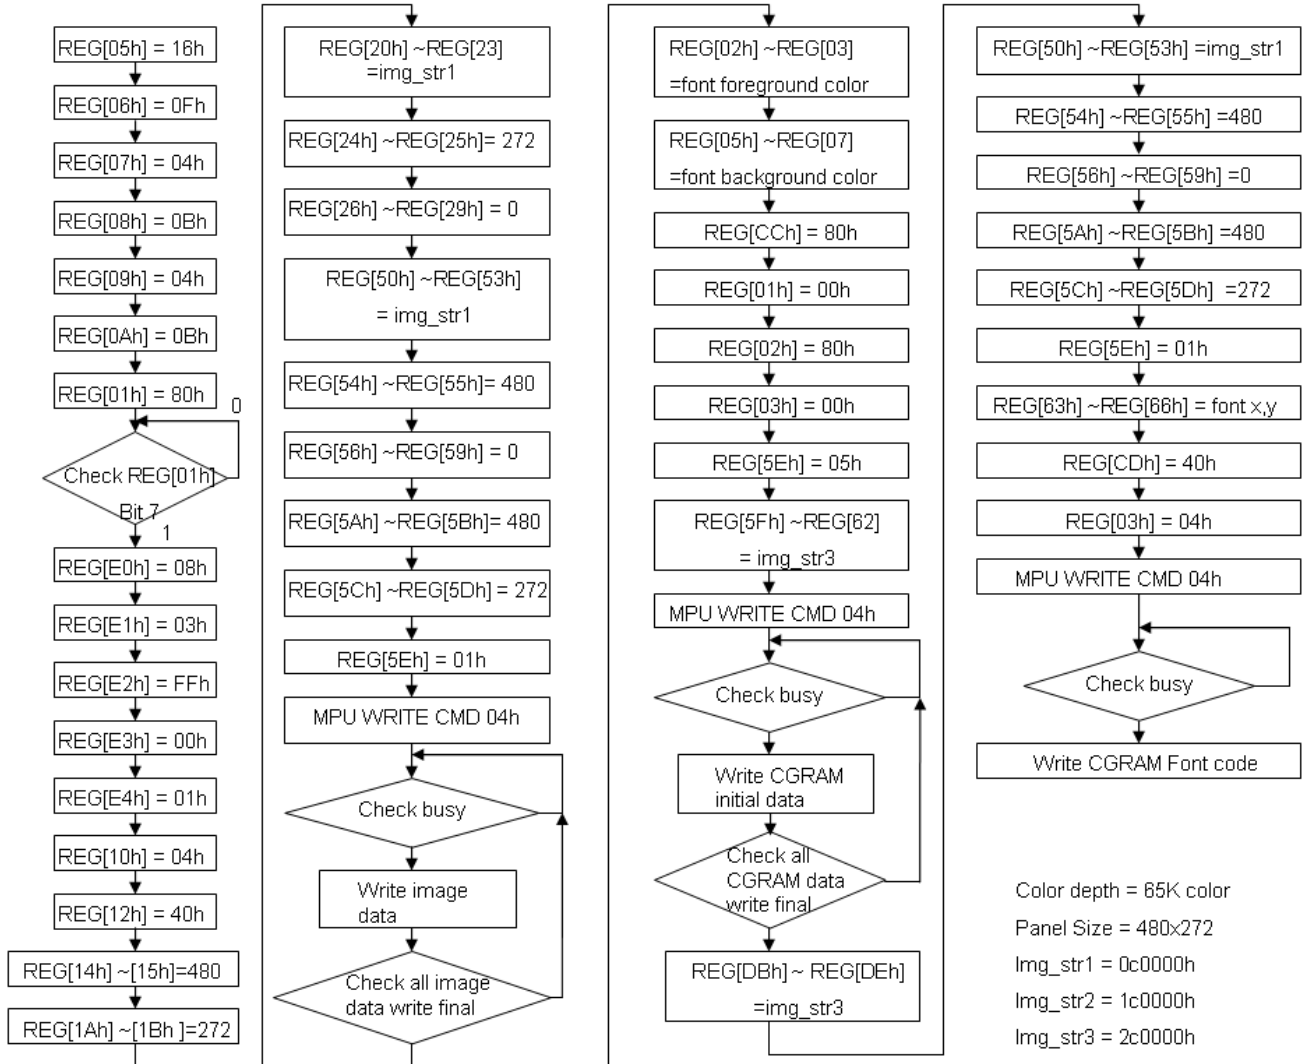 REG[05h] = 16h
REG[06h] = 0Fh
REG[07h] = 04h
REG[08h] = 0Bh
REG[09h] = 04h
REG[0Ah] = 0Bh
REG[01h] = 80h
0
Check REG[01h]
Bit 7
1
REG[E0h] = 08h
REG[E1h] = 03h
REG[E2h] = FFh
REG[E3h] = 00h
REG[E4h] = 01h
REG[10h] = 04h
REG[12h] = 40h
REG[14h] ~[15h]=480
REG[1Ah] ~[1Bh ]=272
REG[20h] ~REG[23]
=img_str1
REG[24h] ~REG[25h]= 272
REG[26h] ~REG[29h] = 0
REG[50h] ~REG[53h]
= img_str1
REG[54h] ~REG[55h]= 480
REG[56h] ~REG[59h] = 0
REG[5Ah] ~REG[5Bh]= 480
REG[5Ch] ~REG[5Dh] = 272
REG[5Eh] = 01h
MPU WRITE CMD 04h
Check busy
Write image
data
Check all image
data write final
REG[02h] ~REG[03]
=font foreground color
REG[05h] ~REG[07]
=font background color
REG[CCh] = 80h
REG[01h] = 00h
REG[02h] = 80h
REG[03h] = 00h
REG[5Eh] = 05h
REG[5Fh] ~REG[62]
= img_str3
MPU WRITE CMD 04h
Check busy
Write CGRAM
initial data
Check all
CGRAM data
write final
REG[DBh] ~ REG[DEh]
=img_str3
REG[50h] ~REG[53h] =img_str1
REG[54h] ~REG[55h] =480
REG[56h] ~REG[59h] =0
REG[5Ah] ~REG[5Bh] =480
REG[5Ch] ~REG[5Dh] =272
REG[5Eh] = 01h
REG[63h] ~REG[66h] = font x,y
REG[CDh] = 40h
REG[03h] = 04h
MPU WRITE CMD 04h
Check busy
Write CGRAM Font code
Color depth = 65K color
Panel Size = 480x272
Img_str1 = 0c0000h
Img_str2 = 1c0000h
Img_str3 = 2c0000h